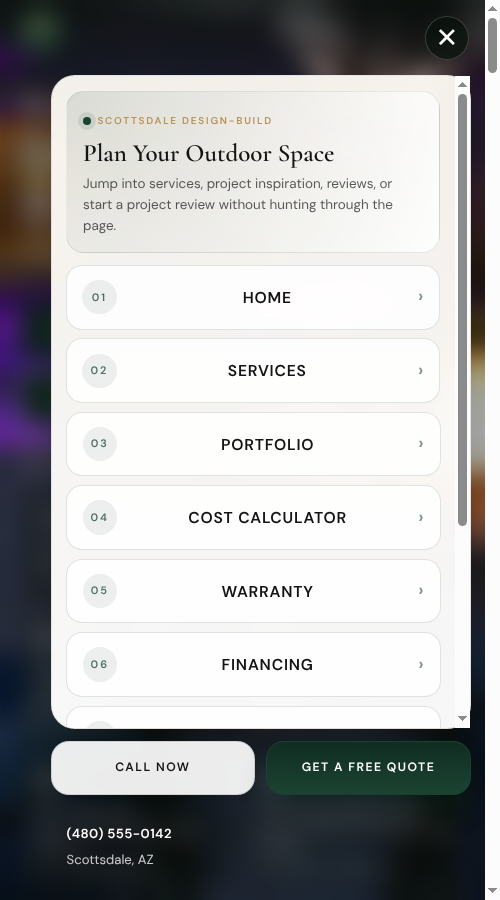 ✕
SCOTTSDALE DESIGN-BUILD
Plan Your Outdoor Space
Jump into services, project inspiration, reviews, or
start a project review without hunting through the
page.
01 HOME ›
02 SERVICES ›
03 PORTFOLIO ›
04 COST CALCULATOR ›
05 WARRANTY ›
06 FINANCING ›
CALL NOW
GET A FREE QUOTE
(480) 555-0142
Scottsdale, AZ